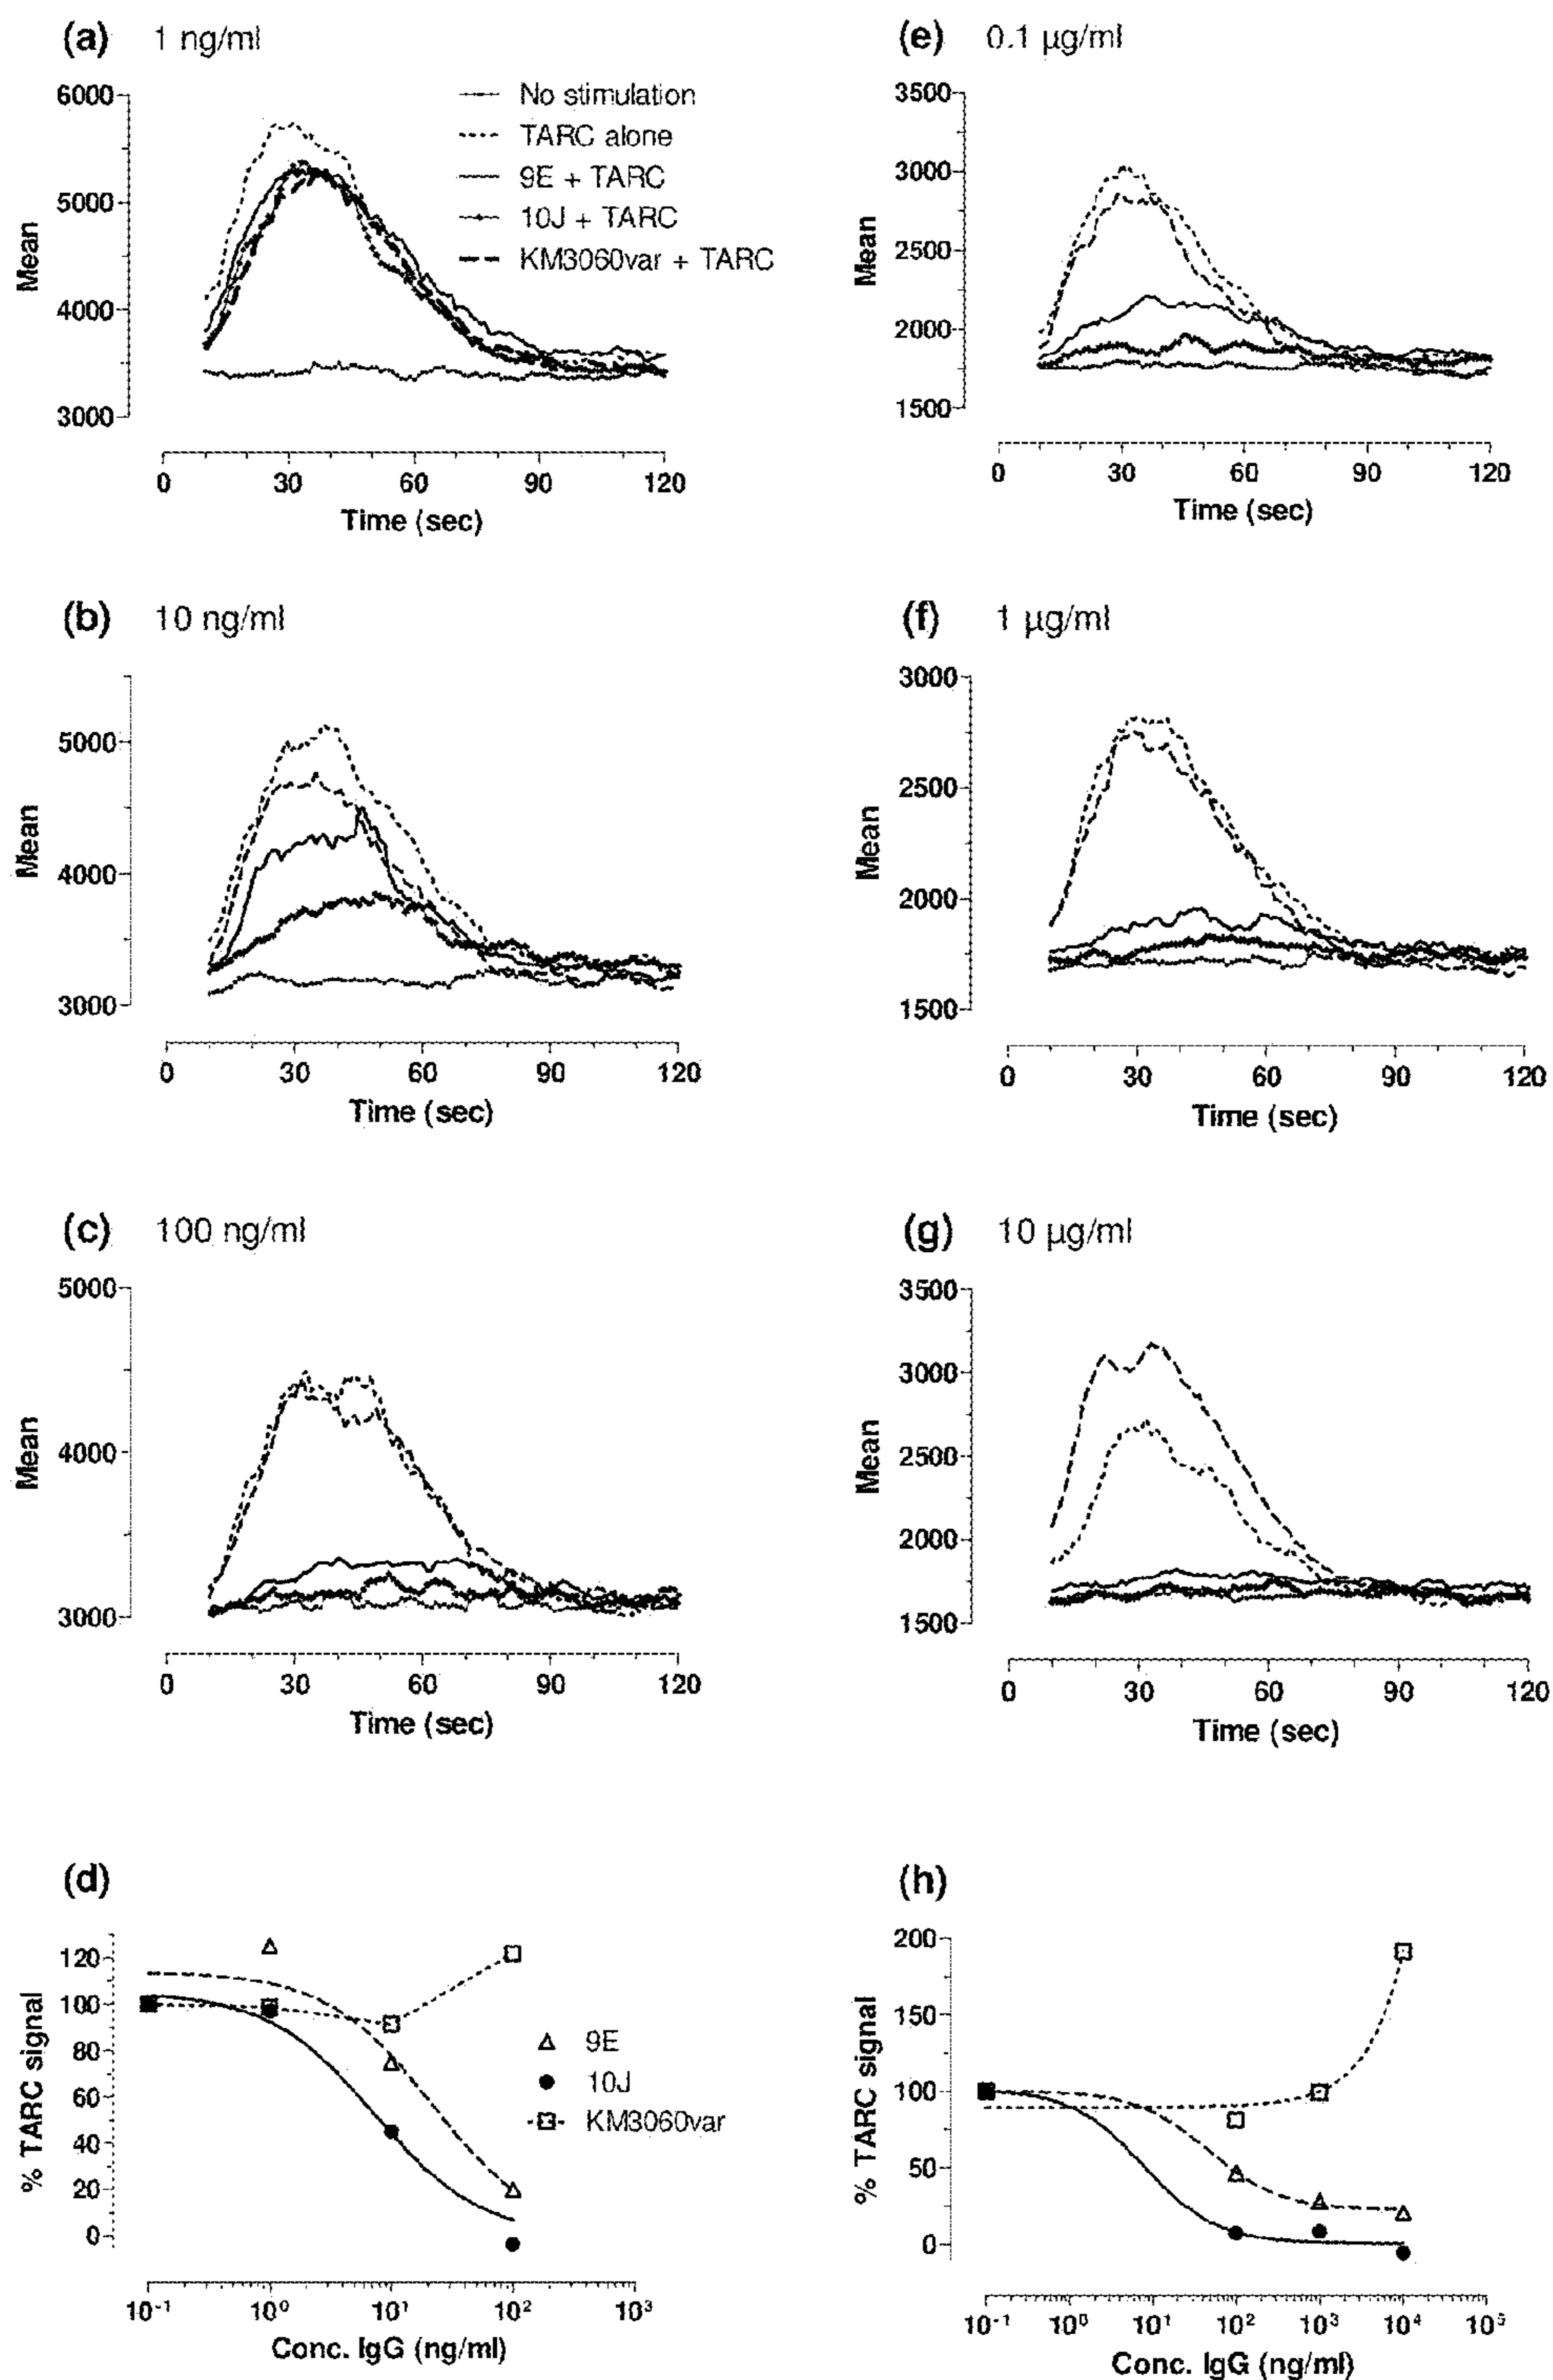 (a) 1 ng/ml
6000
5000
4000
3000
Mean
No stimulation
TARC alone
9E + TARC
10J + TARC
KM3060var + TARC
0 30 60 90 120
Time (sec)
(b) 10 ng/ml
5000
4000
3000
Mean
0 30 60 90 120
Time (sec)
(c) 100 ng/ml
5000
4000
3000
Mean
0 30 60 90 120
Time (sec)
(d)
120
100
80
60
40
20
0
% TARC signal
9E
10J
KM3060var
10-1 100 101 102 103
Conc. IgG (ng/ml)
(e) 0.1 µg/ml
3500
3000
2500
2000
1500
Mean
0 30 60 90 120
Time (sec)
(f) 1 µg/ml
3000
2500
2000
1500
Mean
0 30 60 90 120
Time (sec)
(g) 10 µg/ml
3500
3000
2500
2000
1500
Mean
0 30 60 90 120
Time (sec)
(h)
200
150
100
50
0
% TARC signal
10-1 100 101 102 103 104 105
Conc. IgG (ng/ml)